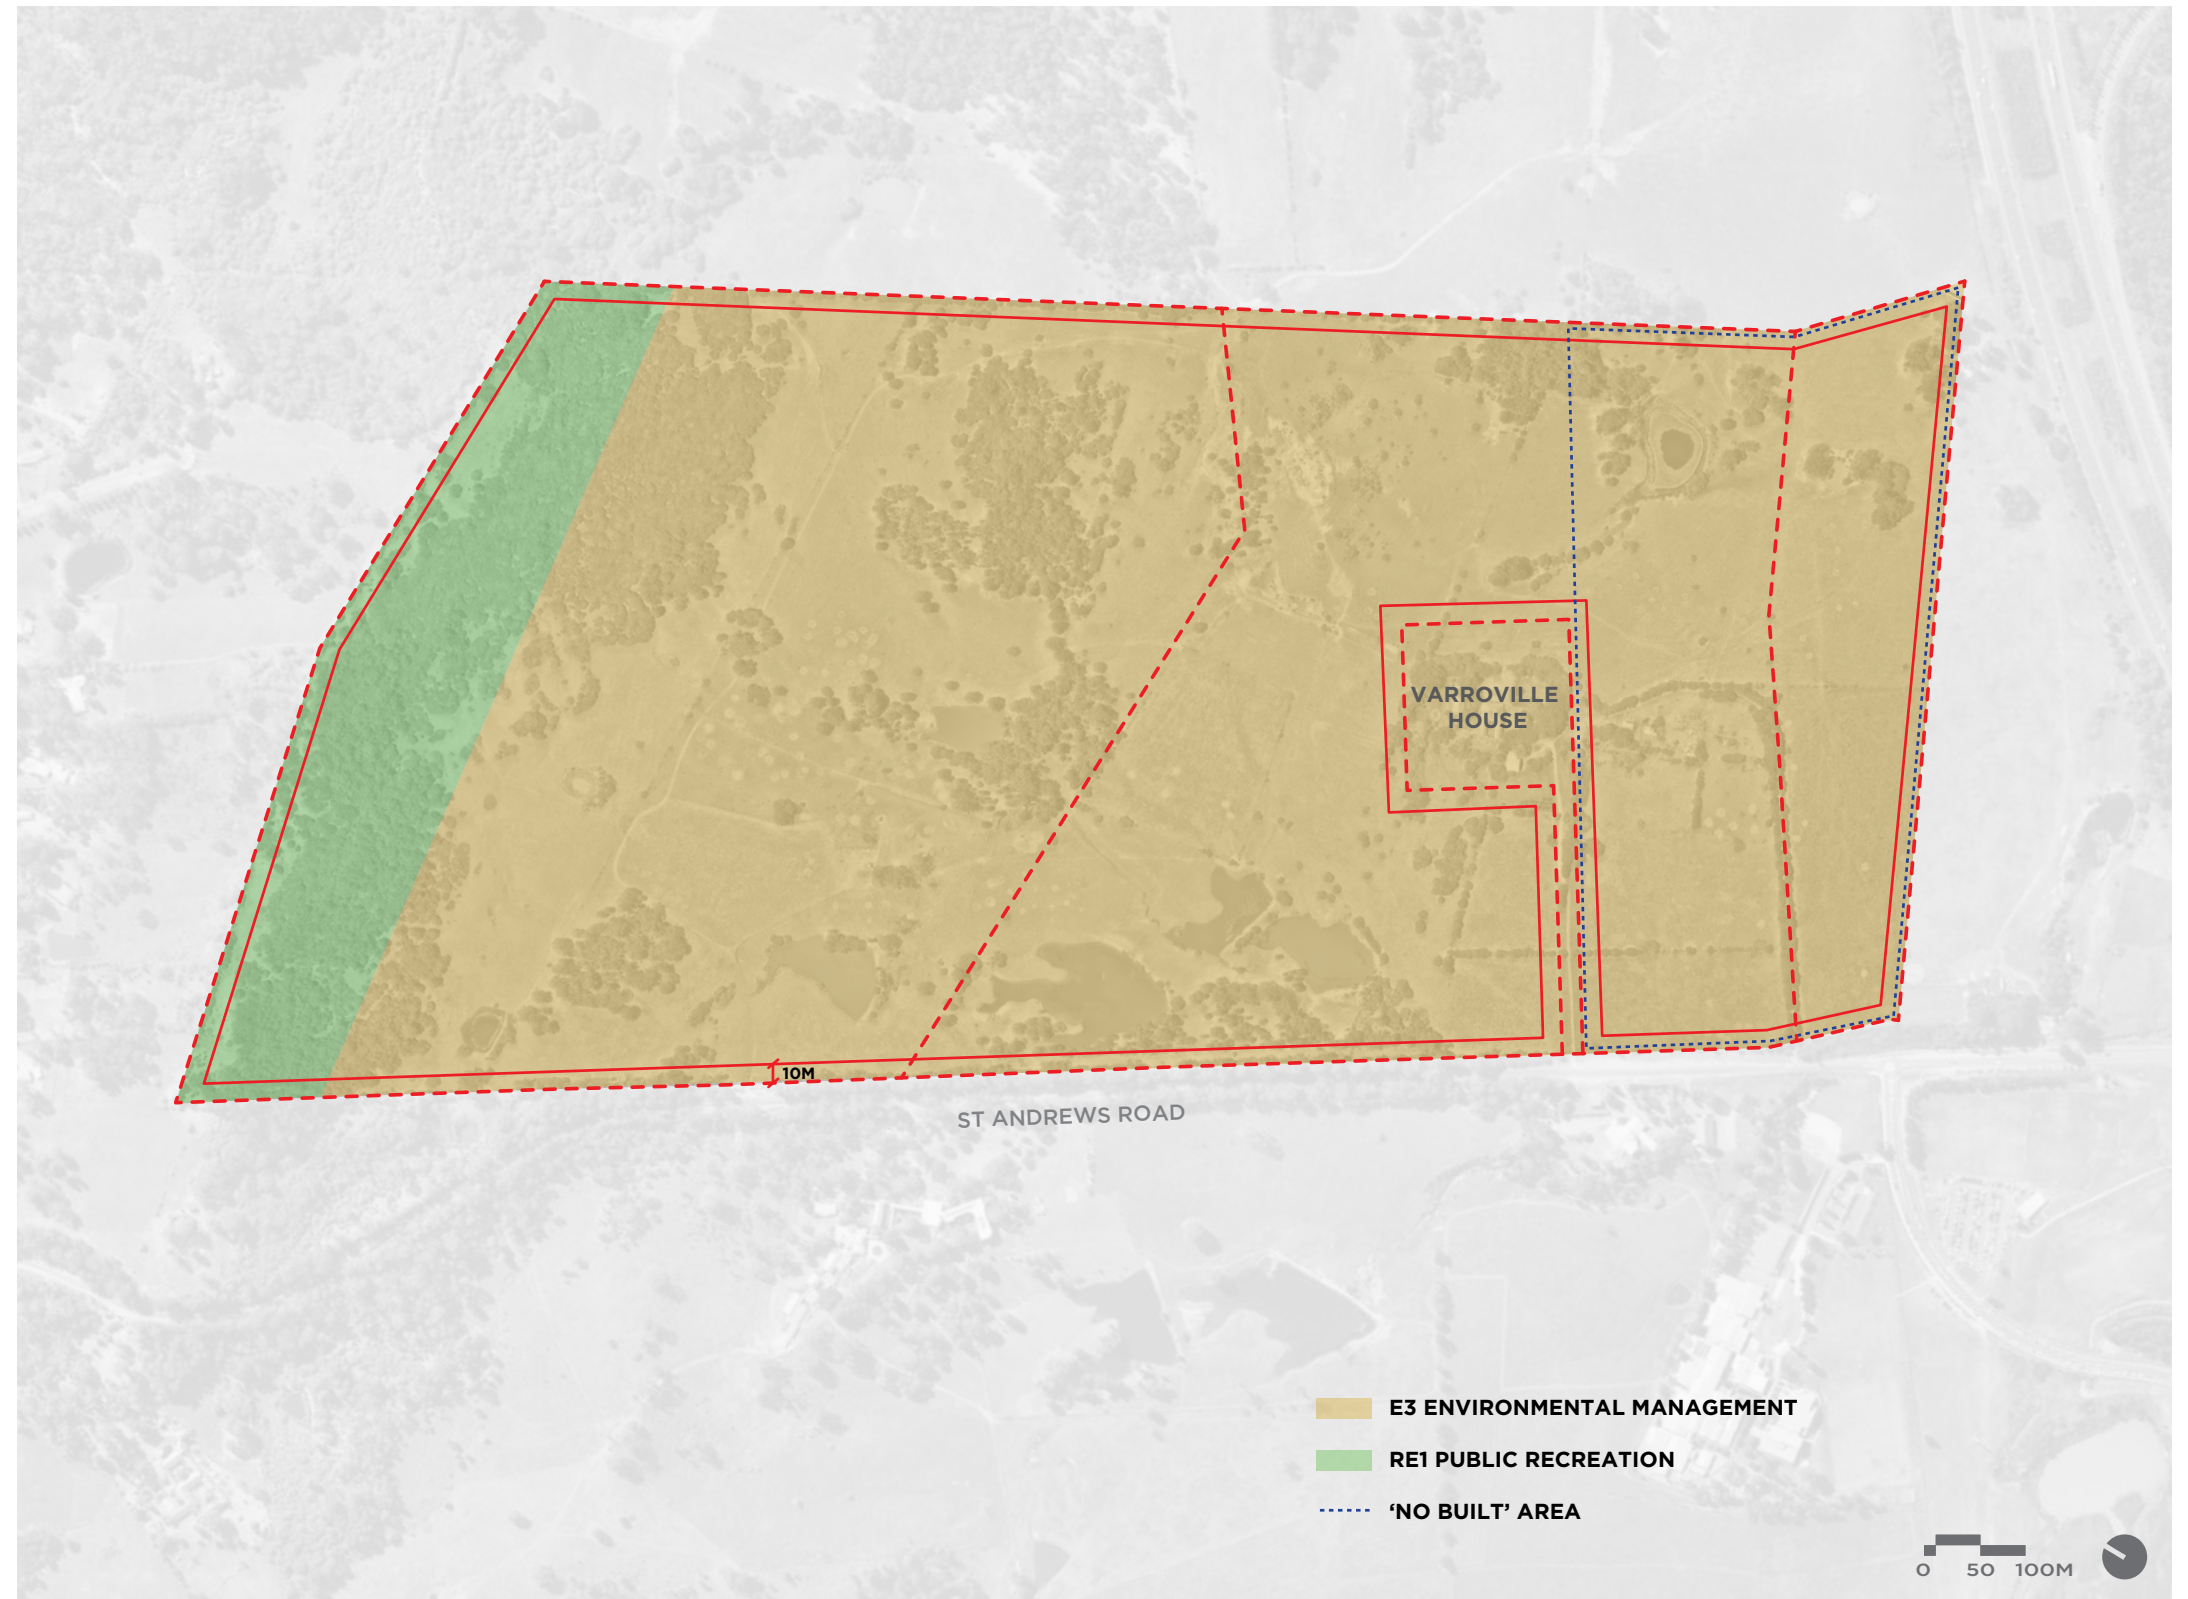 VARROVILLE
HOUSE
10M
ST ANDREWS ROAD
E3 ENVIRONMENTAL MANAGEMENT
RE1 PUBLIC RECREATION
‘NO BUILT’ AREA
0 50 100M